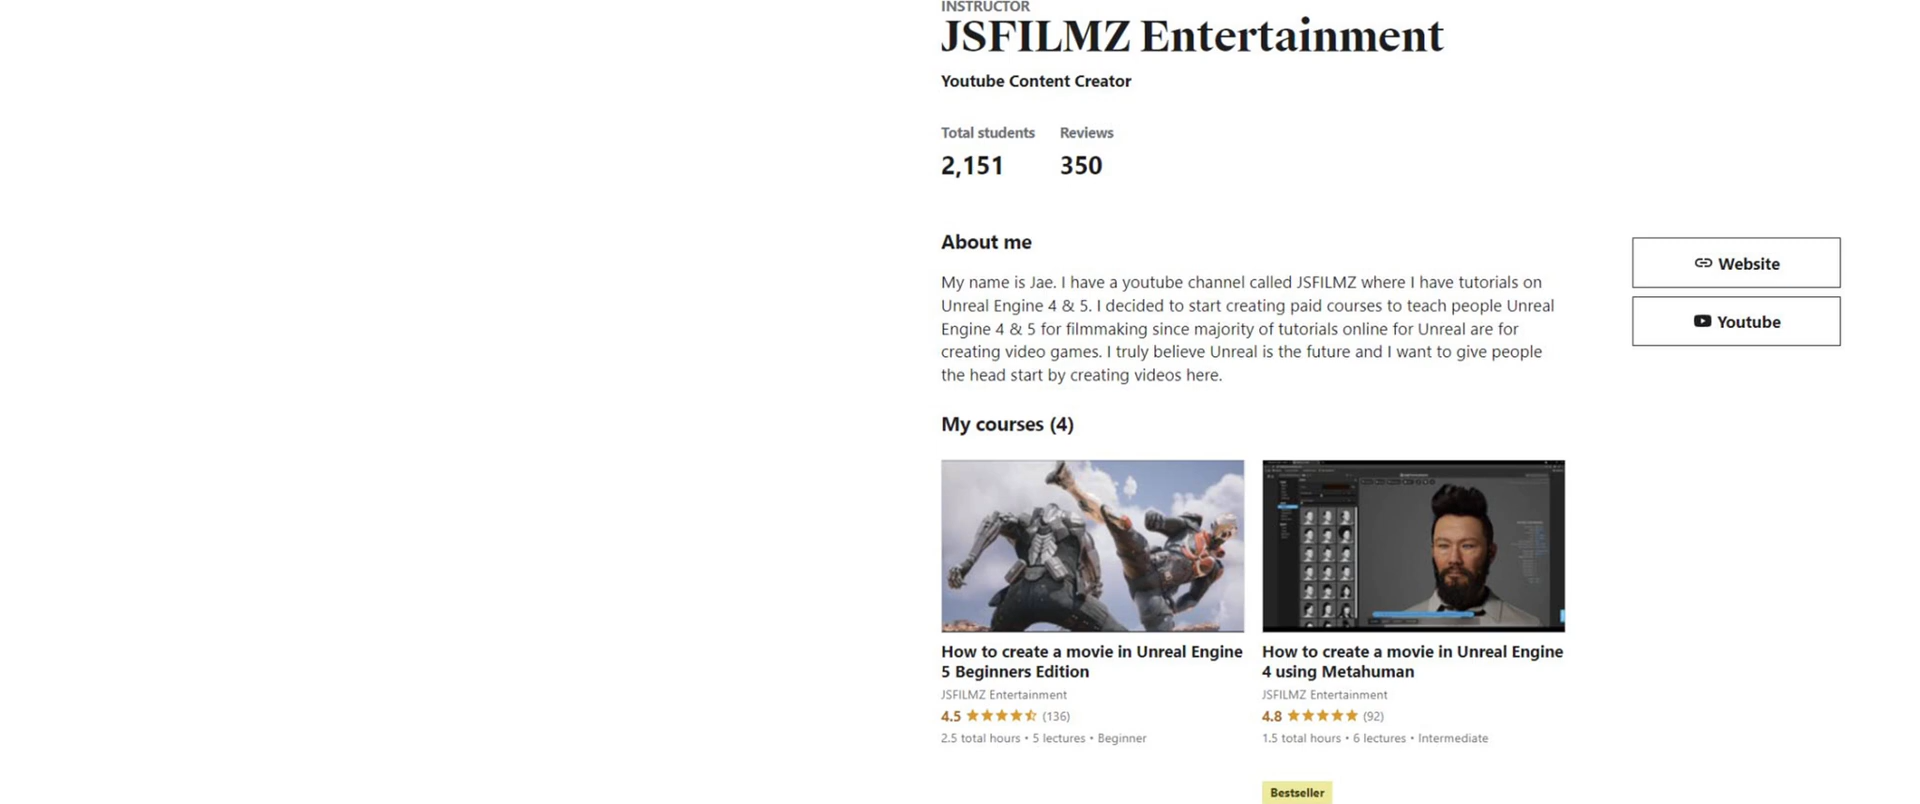 INSTRUCTOR
JSFILMZ Entertainment
Youtube Content Creator
Total students Reviews
2,151 350
About me
My name is Jae. I have a youtube channel called JSFILMZ where I have tutorials on
Unreal Engine 4 & 5. I decided to start creating paid courses to teach people Unreal
Engine 4 & 5 for filmmaking since majority of tutorials online for Unreal are for
creating video games. I truly believe Unreal is the future and I want to give people
the head start by creating videos here.
Website
Youtube
My courses (4)
How to create a movie in Unreal Engine
5 Beginners Edition
JSFILMZ Entertainment
4.5 (136)
2.5 total hours • 5 lectures • Beginner
How to create a movie in Unreal Engine
4 using Metahuman
JSFILMZ Entertainment
4.8 (92)
1.5 total hours • 6 lectures • Intermediate
Bestseller